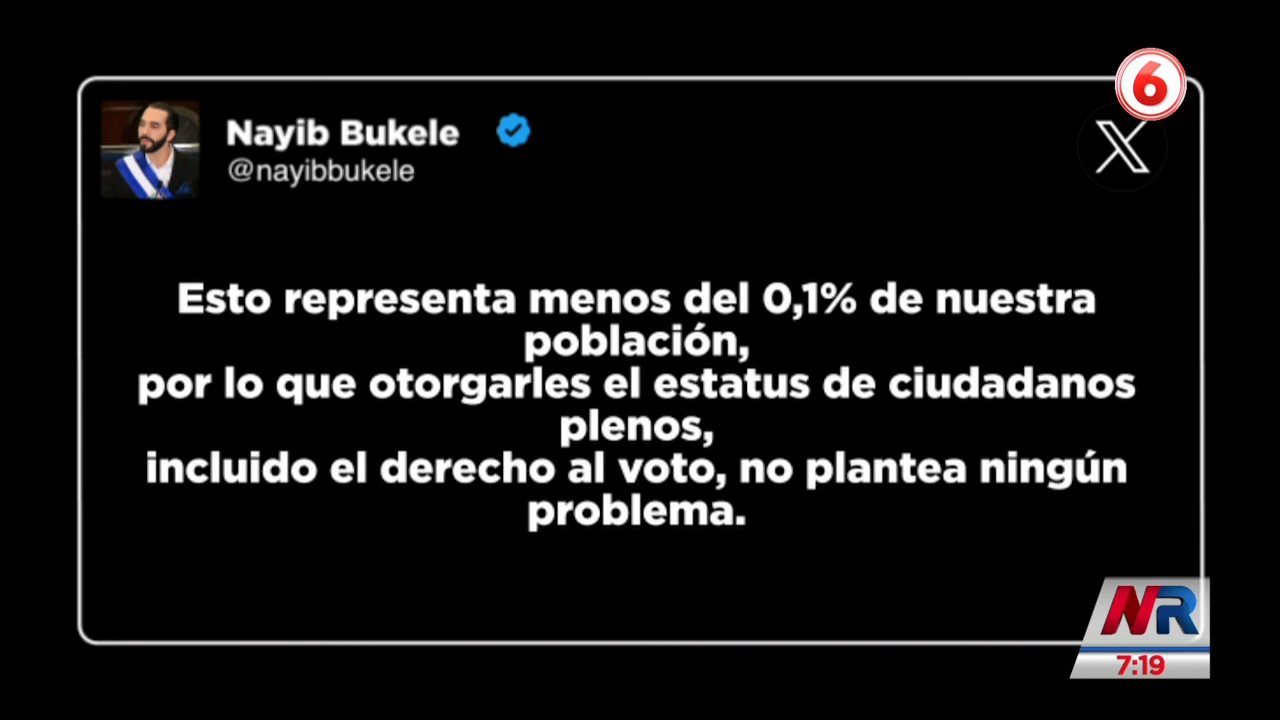 6
Nayib Bukele
@nayibbukele
X
Esto representa menos del 0,1% de nuestra
población,
por lo que otorgarles el estatus de ciudadanos
plenos,
incluido el derecho al voto, no plantea ningún
problema.
NR
7:19